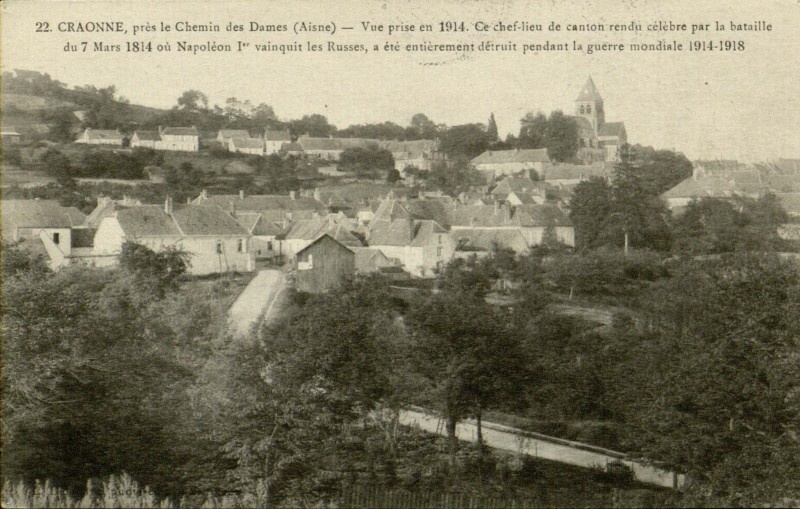 22. CRAONNE, près le Chemin des Dames (Aisne) — Vue prise en 1914. Ce chef-lieu de canton rendu célèbre par la bataille
du 7 Mars 1814 où Napoléon Iᵉʳ vainquit les Russes, a été entièrement détruit pendant la guerre mondiale 1914-1918